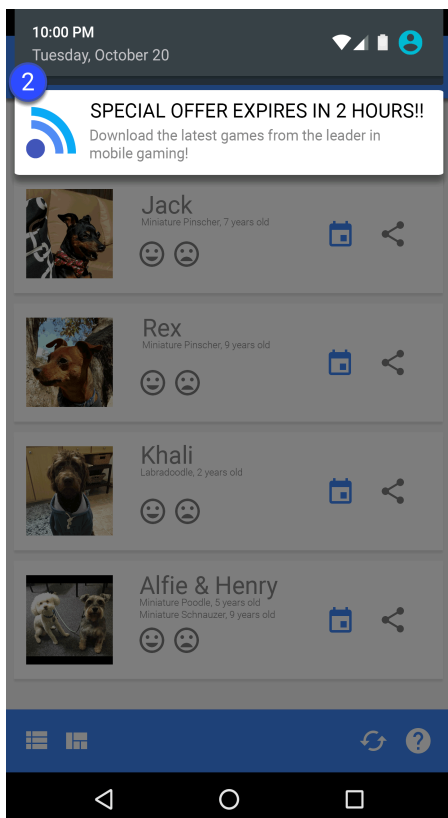 10:00 PM
Tuesday, October 20
2
SPECIAL OFFER EXPIRES IN 2 HOURS!!
Download the latest games from the leader in
mobile gaming!
Jack
Miniature Pinscher, 7 years old
Rex
Miniature Pinscher, 9 years old
Khali
Labradoodle, 2 years old
Alfie & Henry
Miniature Poodle, 5 years old
Miniature Schnauzer, 9 years old
?